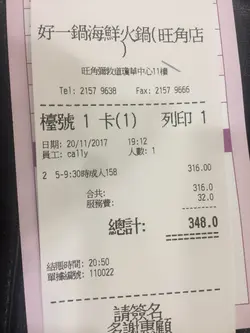 好一鍋海鮮火鍋(旺角店
)
旺角彌敦道瓊華中心11樓
Tel: 2157 9638 Fax: 2157 9666
檯號 1 卡(1) 列印 1
日期: 20/11/2017 19:12
員工: cally 人數: 1
2 5-9:30時成人158 316.00
合共: 316.0
服務費: 32.0
總計: 348.0
結賬時間: 20:50
單據編號: 110022
請簽名
多謝惠顧